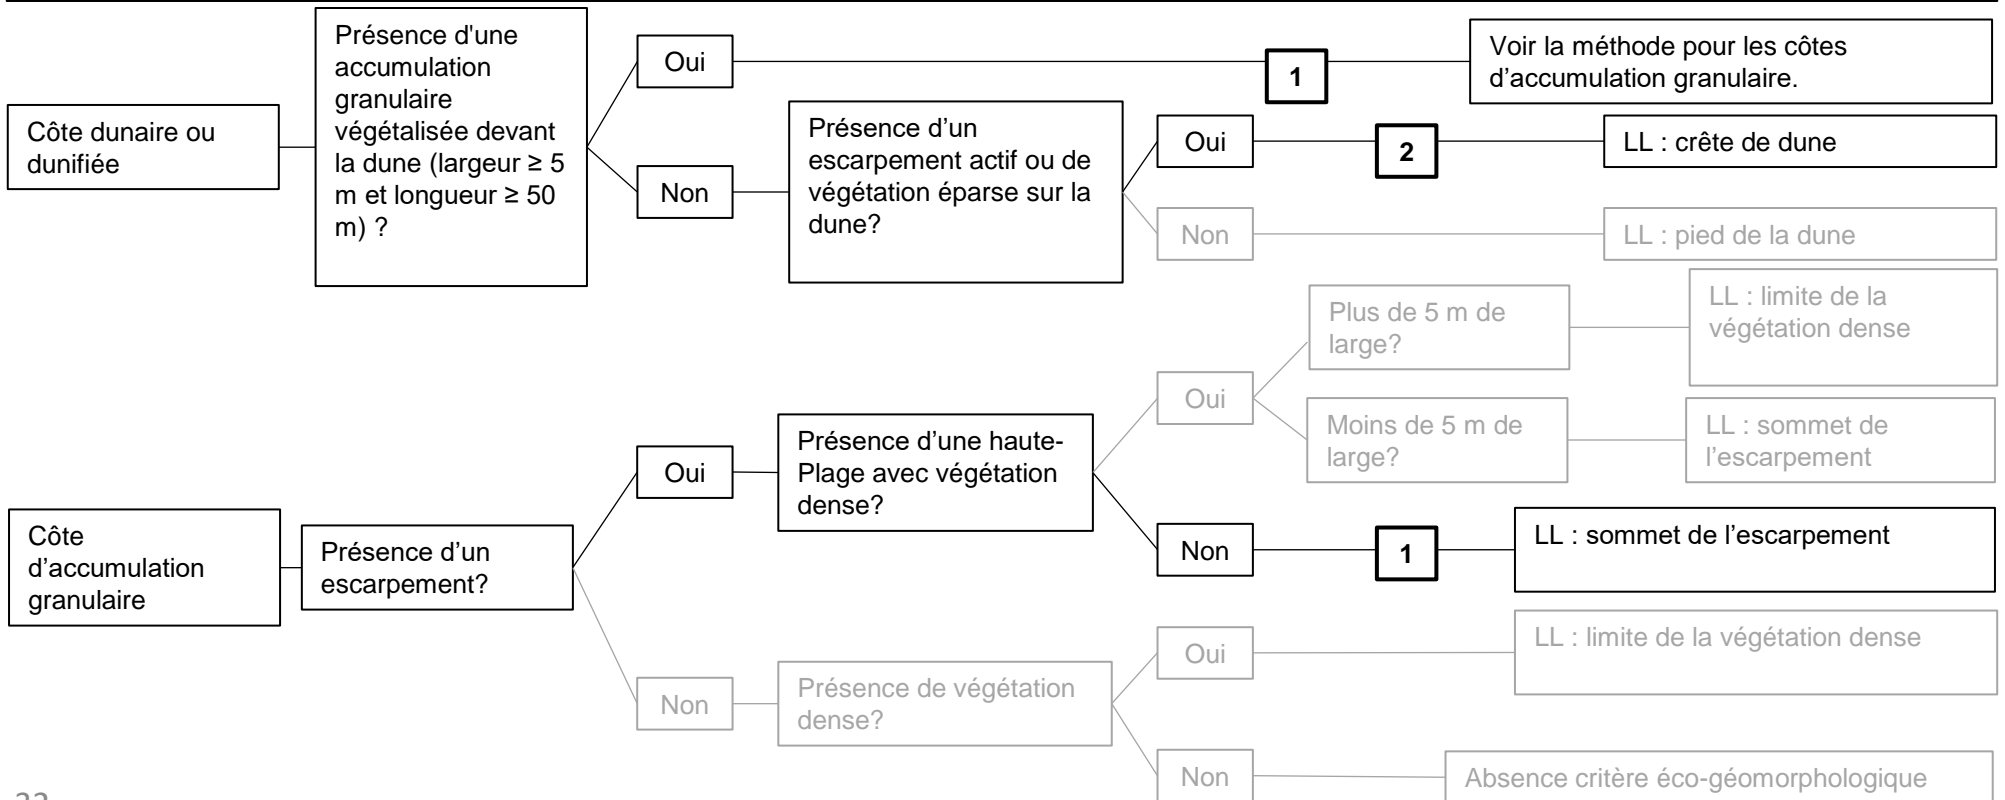 Côte dunaire ou
dunifiée
Présence d'une
accumulation
granulaire
végétalisée devant
la dune (largeur ≥ 5
m et longueur ≥ 50
m) ?
Oui
1
Voir la méthode pour les côtes
d’accumulation granulaire.
Non
Présence d’un
escarpement actif ou de
végétation éparse sur la
dune?
Oui
2
LL : crête de dune
Non
LL : pied de la dune
Côte
d’accumulation
granulaire
Présence d’un
escarpement?
Oui
Présence d’une haute-
Plage avec végétation
dense?
Oui
Plus de 5 m de
large?
LL : limite de la
végétation dense
Moins de 5 m de
large?
LL : sommet de
l’escarpement
Non
1
LL : sommet de l’escarpement
Non
Présence de végétation
dense?
Oui
LL : limite de la végétation dense
Non
Absence critère éco-géomorphologique